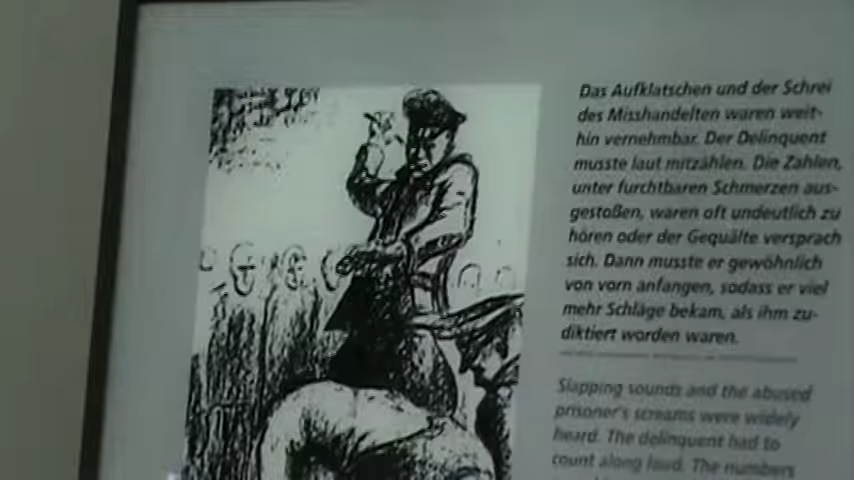 Das Aufklatschen und der Schrei
des Misshandelten waren weit-
hin vernehmbar. Der Delinquent
musste laut mitzählen. Die Zahlen,
unter furchtbaren Schmerzen aus-
gestoßen, waren oft undeutlich zu
hören oder der Gequälte versprach
sich. Dann musste er gewöhnlich
von vorn anfangen, sodass er viel
mehr Schläge bekam, als ihm zu-
diktiert worden waren.
Slapping sounds and the abused
prisoner's screams were widely
heard. The delinquent had to
count along loud. The numbers